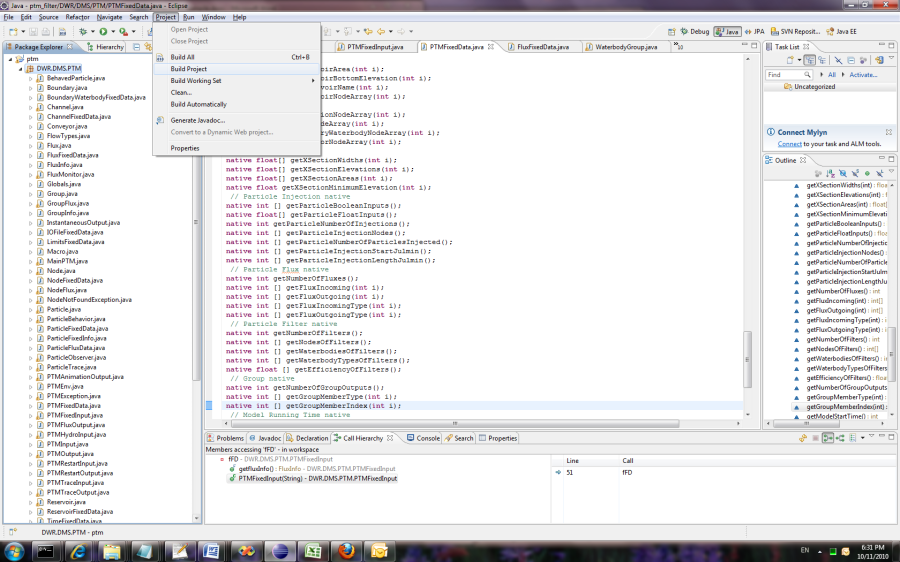 Java - ptm_filter/DWR/DMS/PTM/PTMFixedData.java - Eclipse
File Edit Source Refactor Navigate Search Project Run Window Help
Debug Java JPA SVN Reposit... Java EE
Package Explorer Hierarchy
ptm
DWR.DMS.PTM
BehavedParticle.java
Boundary.java
BoundaryWaterbodyFixedData.java
Channel.java
ChannelFixedData.java
Conveyor.java
FlowTypes.java
Flux.java
FluxFixedData.java
FluxInfo.java
FluxMonitor.java
Globals.java
Group.java
GroupFlux.java
GroupInfo.java
InstantaneousOutput.java
IOFileFixedData.java
LimitsFixedData.java
Macro.java
MainPTM.java
Node.java
NodeFixedData.java
NodeFlux.java
NodeNotFoundException.java
Particle.java
ParticleBehavior.java
ParticleFixedData.java
ParticleFixedInfo.java
ParticleFluxFixedData.java
ParticleObserver.java
ParticleTrace.java
PTMAnimationOutput.java
PTMEnv.java
PTMException.java
PTMFixedData.java
PTMFixedInput.java
PTMFluxOutput.java
PTMHydroInput.java
PTMInput.java
PTMOutput.java
PTMRestartInput.java
PTMRestartOutput.java
PTMTraceInput.java
PTMTraceOutput.java
Reservoir.java
ReservoirFixedData.java
TimeFixedData.java
Open Project
Close Project
Build All Ctrl+B
Build Project
Build Working Set
Clean...
Build Automatically
Generate Javadoc...
Convert to a Dynamic Web project...
Properties
PTMFixedInput.java PTMFixedData.java FluxFixedData.java WaterbodyGroup.java
voirArea(int i);
voirBottomElevation(int i);
voirName(int i);
voirNodeArray(int i);
ionNodeArray(int i);
deArray(int i);
ryWaterbodyNodeArray(int i);
rArray(int i);
native float[] getXSectionWidths(int i);
native float[] getXSectionElevations(int i);
native float[] getXSectionAreas(int i);
native float getXSectionMinimumElevation(int i);
// Particle Injection native
native int [] getParticleBooleanInputs();
native float[] getParticleFloatInputs();
native int getParticleNumberOfInjections();
native int [] getParticleInjectionNodes();
native int [] getParticleNumberOfParticlesInjected();
native int [] getParticleInjectionStartJulmin();
native int [] getParticleInjectionLengthJulmin();
// Particle Flux native
native int getNumberOfFluxes();
native int [] getFluxIncoming(int i);
native int [] getFluxOutgoing(int i);
native int [] getFluxIncomingType(int i);
native int [] getFluxOutgoingType(int i);
// Particle Filter native
native int getNumberOfFilters();
native int [] getNodesOfFilters();
native int [] getWaterbodiesOfFilters();
native int [] getWaterbodyTypesOfFilters();
native float [] getEfficiencyOfFilters();
// Group native
native int getNumberOfGroupOutputs();
native int [] getGroupMemberType(int i);
native int [] getGroupMemberIndex(int i);
// Model Running Time native
Task List
Find All Activate...
Uncategorized
Connect Mylyn
Connect to your task and ALM tools.
Outline
getXSectionWidths(int) : floa
getXSectionElevations(int) : f
getXSectionAreas(int) : float[
getXSectionMinimumElevati
getParticleBooleanInputs() :
getParticleFloatInputs() : floa
getParticleNumberOfInjectio
getParticleInjectionNodes() :
getParticleNumberOfParticle
getParticleInjectionStartJulm
getParticleInjectionLengthJul
getNumberOfFluxes() : int
getFluxIncoming(int) : int[]
getFluxOutgoing(int) : int[]
getFluxIncomingType(int) : i
getFluxOutgoingType(int) : i
getNumberOfFilters() : int
getNodesOfFilters() : int[]
getWaterbodiesOfFilters() : i
getWaterbodyTypesOfFilters
getEfficiencyOfFilters() : floa
getNumberOfGroupOutputs
getGroupMemberType(int) :
getGroupMemberIndex(int) :
getModelStartTime() : int
Problems Javadoc Declaration Call Hierarchy Console Search Properties
Members accessing 'fFD' - in workspace
fFD - DWR.DMS.PTM.PTMFixedInput
getfluxInfo() : FluxInfo - DWR.DMS.PTM.PTMFixedInput
PTMFixedInput(String) - DWR.DMS.PTM.PTMFixedInput
Line Call
51 fFD
DWR.DMS.PTM - ptm
EN
6:31 PM
10/11/2010